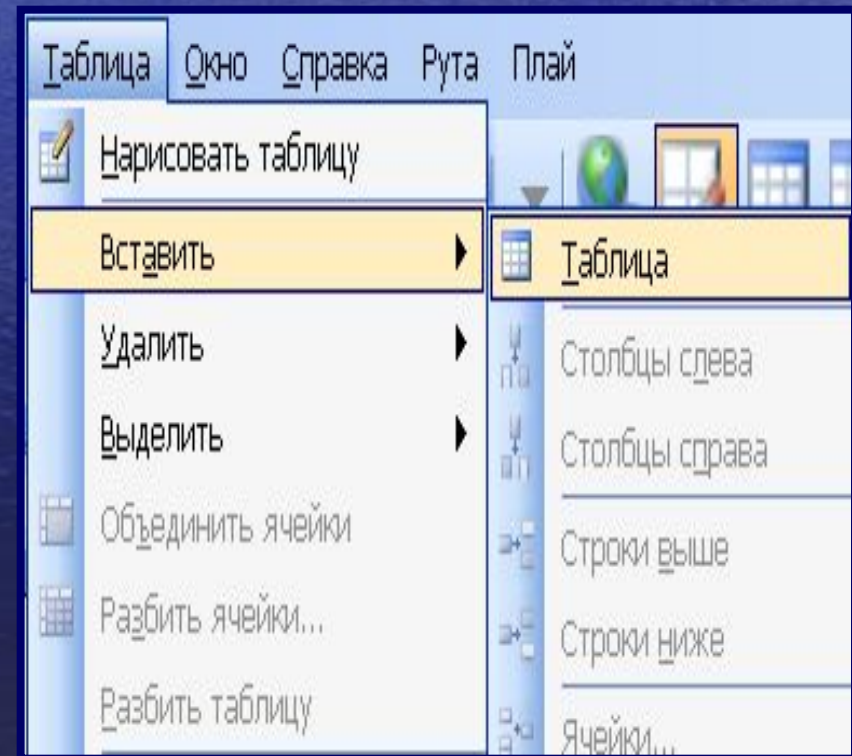 Таблица Окно Справка Рута Плай
Нарисовать таблицу
Вставить
Удалить
Выделить
Объединить ячейки
Разбить ячейки...
Разбить таблицу
Таблица
Столбцы слева
Столбцы справа
Строки выше
Строки ниже
Ячейки...